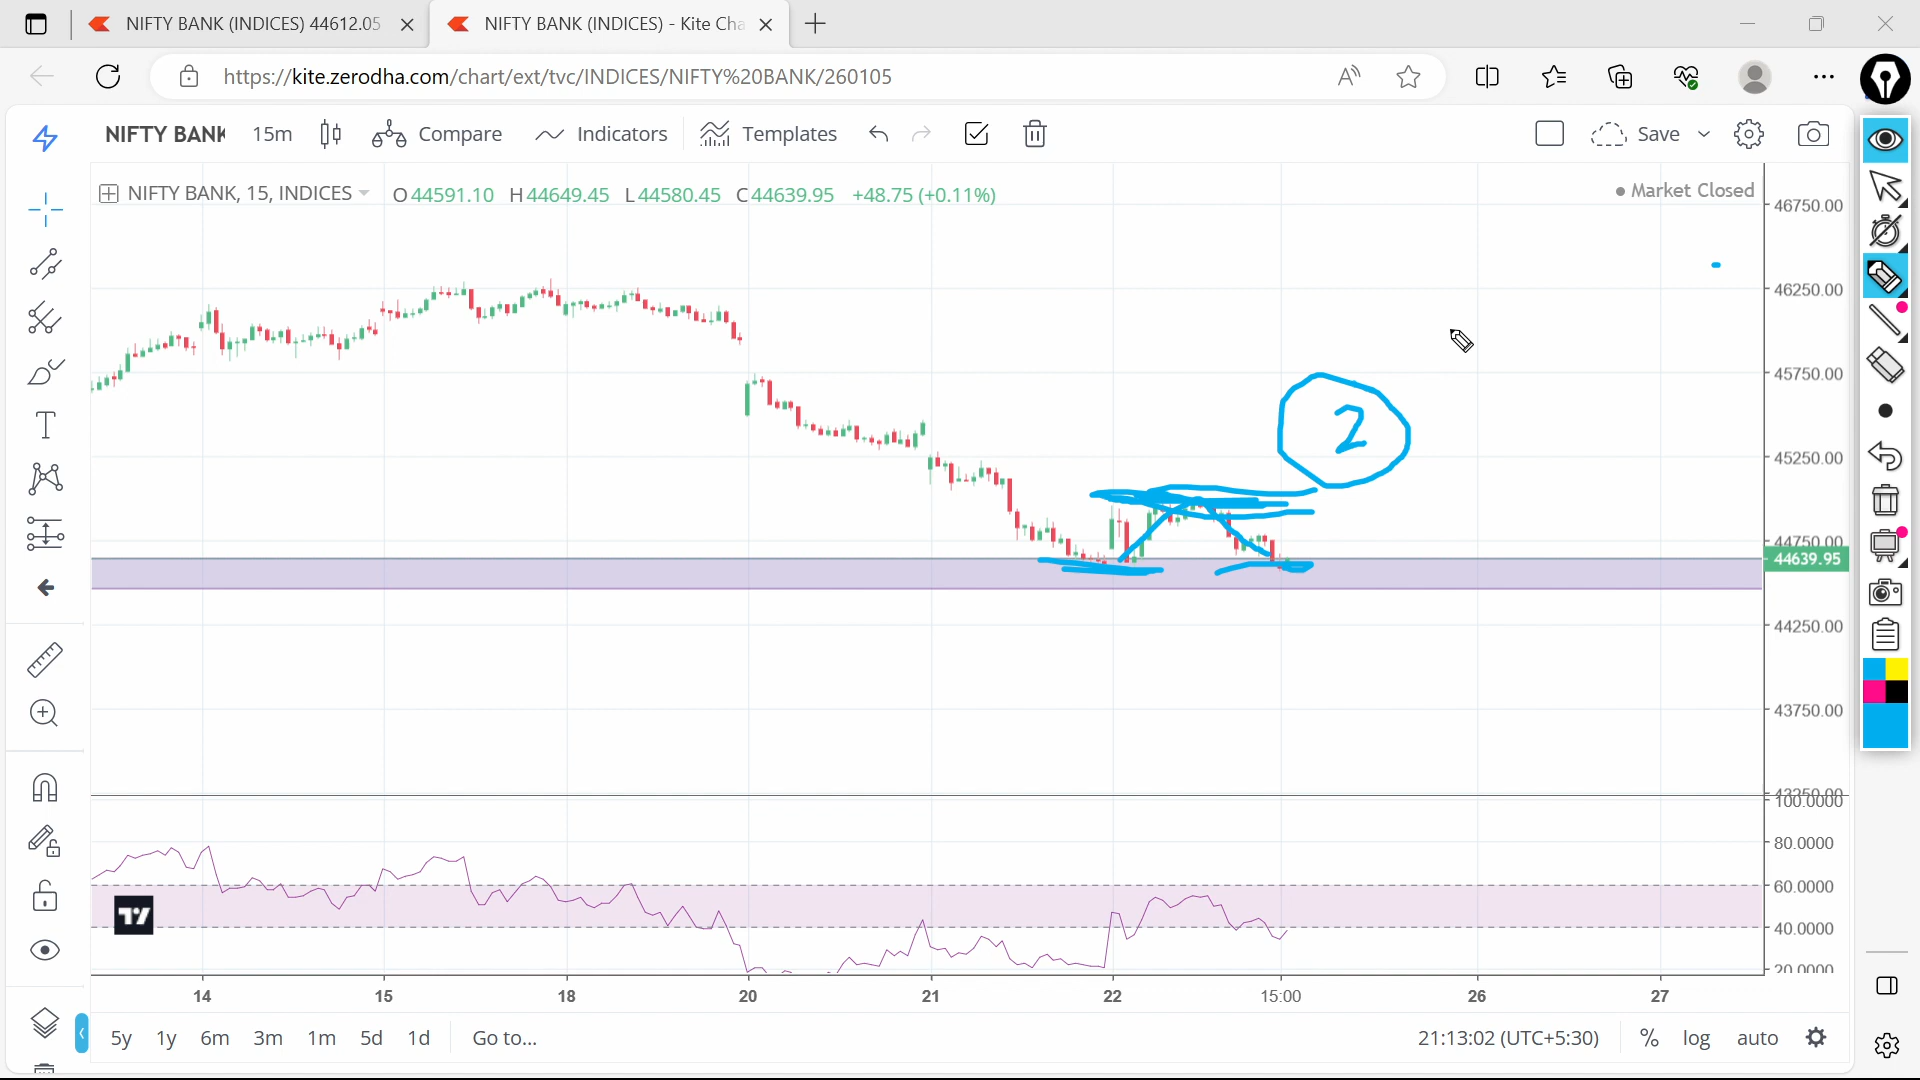 NIFTY BANK (INDICES) 44612.05
NIFTY BANK (INDICES) - Kite Cha
https://kite.zerodha.com/chart/ext/tvc/INDICES/NIFTY%20BANK/260105
NIFTY BANK 15m Compare Indicators Templates Save
NIFTY BANK, 15, INDICES O44591.10 H44649.45 L44580.45 C44639.95 +48.75 (+0.11%)
Market Closed
46750.00
46250.00
45750.00
2
45250.00
44750.00
44639.95
44250.00
43750.00
43250.00
100.0000
80.0000
60.0000
40.0000
20.0000
14 15 18 20 21 22 15:00 26 27
5y 1y 6m 3m 1m 5d 1d Go to... 21:13:02 (UTC+5:30) % log auto